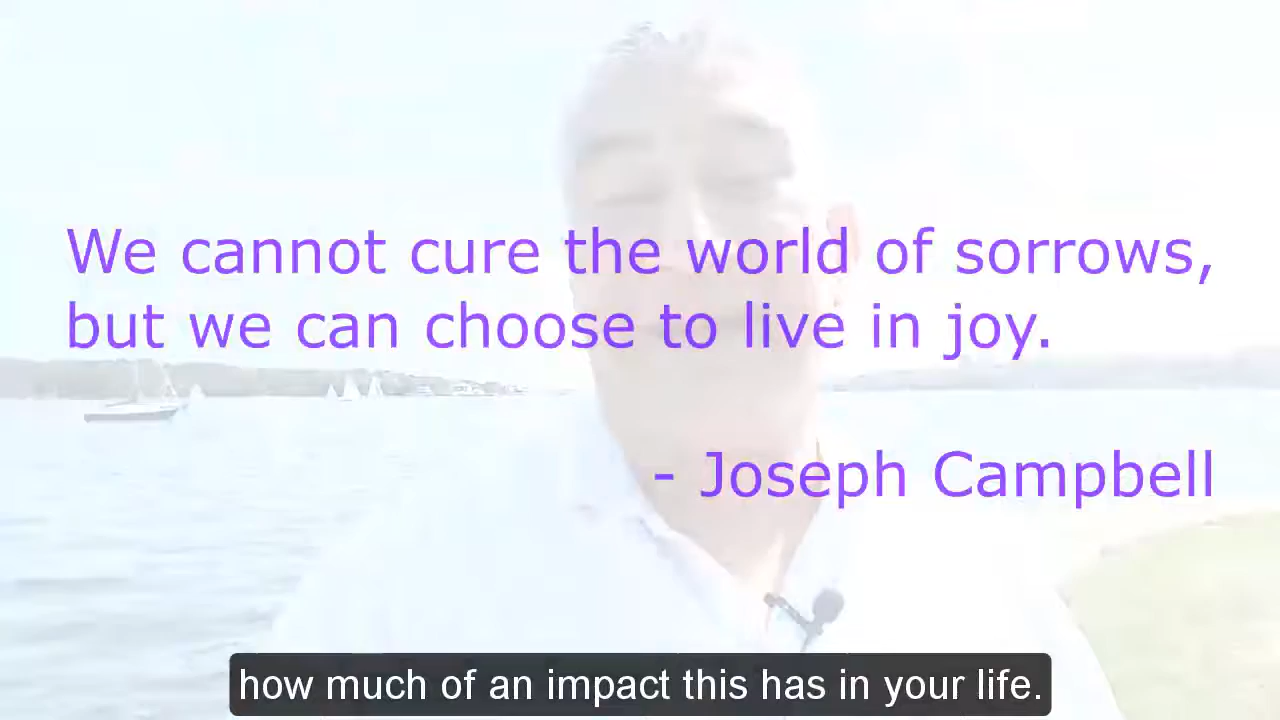 We cannot cure the world of sorrows,
but we can choose to live in joy.
- Joseph Campbell
how much of an impact this has in your life.